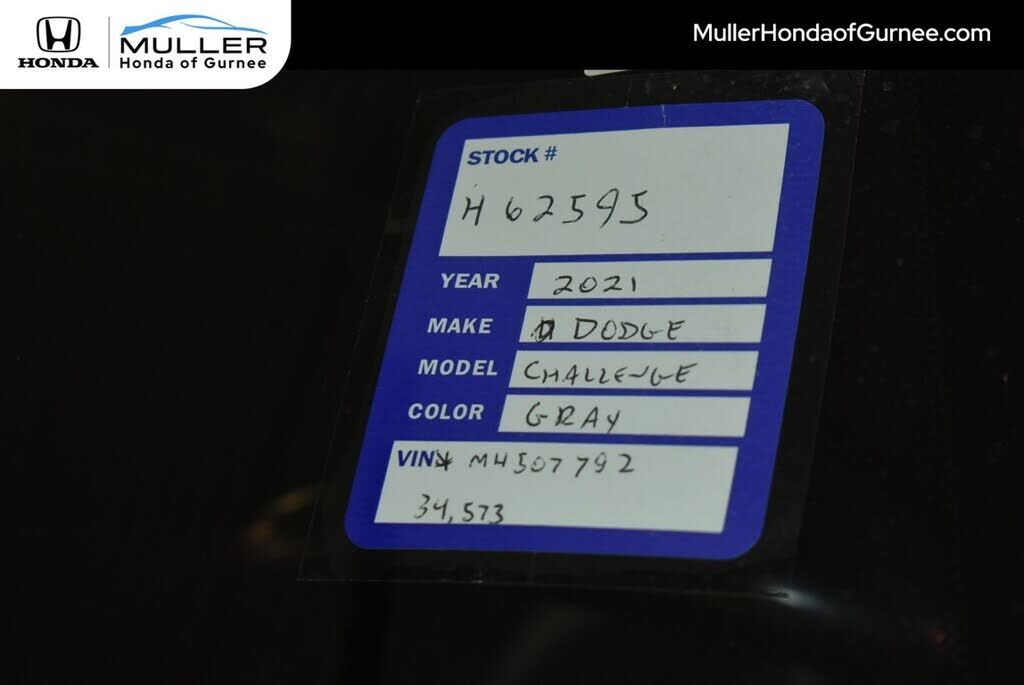 HONDA
MULLER
Honda of Gurnee
MullerHondaofGurnee.com
STOCK #
H62595
YEAR 2021
MAKE DODGE
MODEL CHALLENGE
COLOR GRAY
VIN* M4507792
34,573